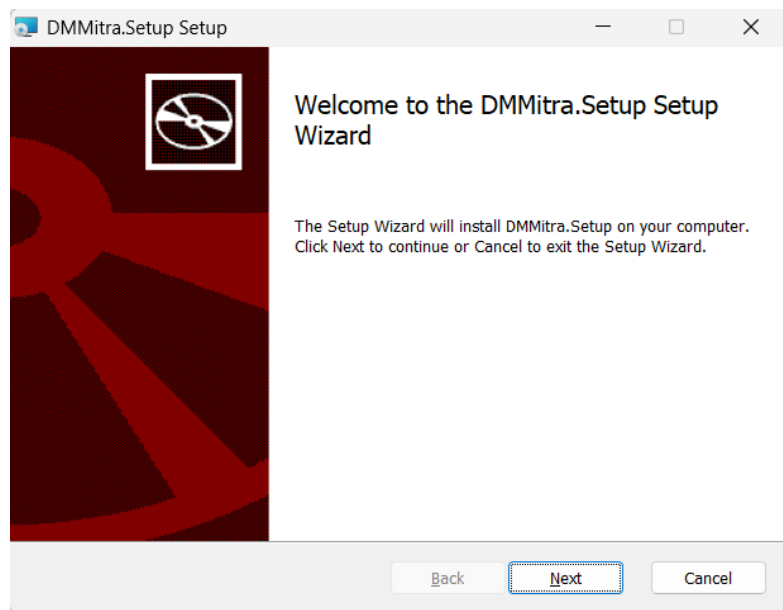 DMMitra.Setup Setup
Welcome to the DMMitra.Setup Setup
Wizard
The Setup Wizard will install DMMitra.Setup on your computer.
Click Next to continue or Cancel to exit the Setup Wizard.
Back
Next
Cancel